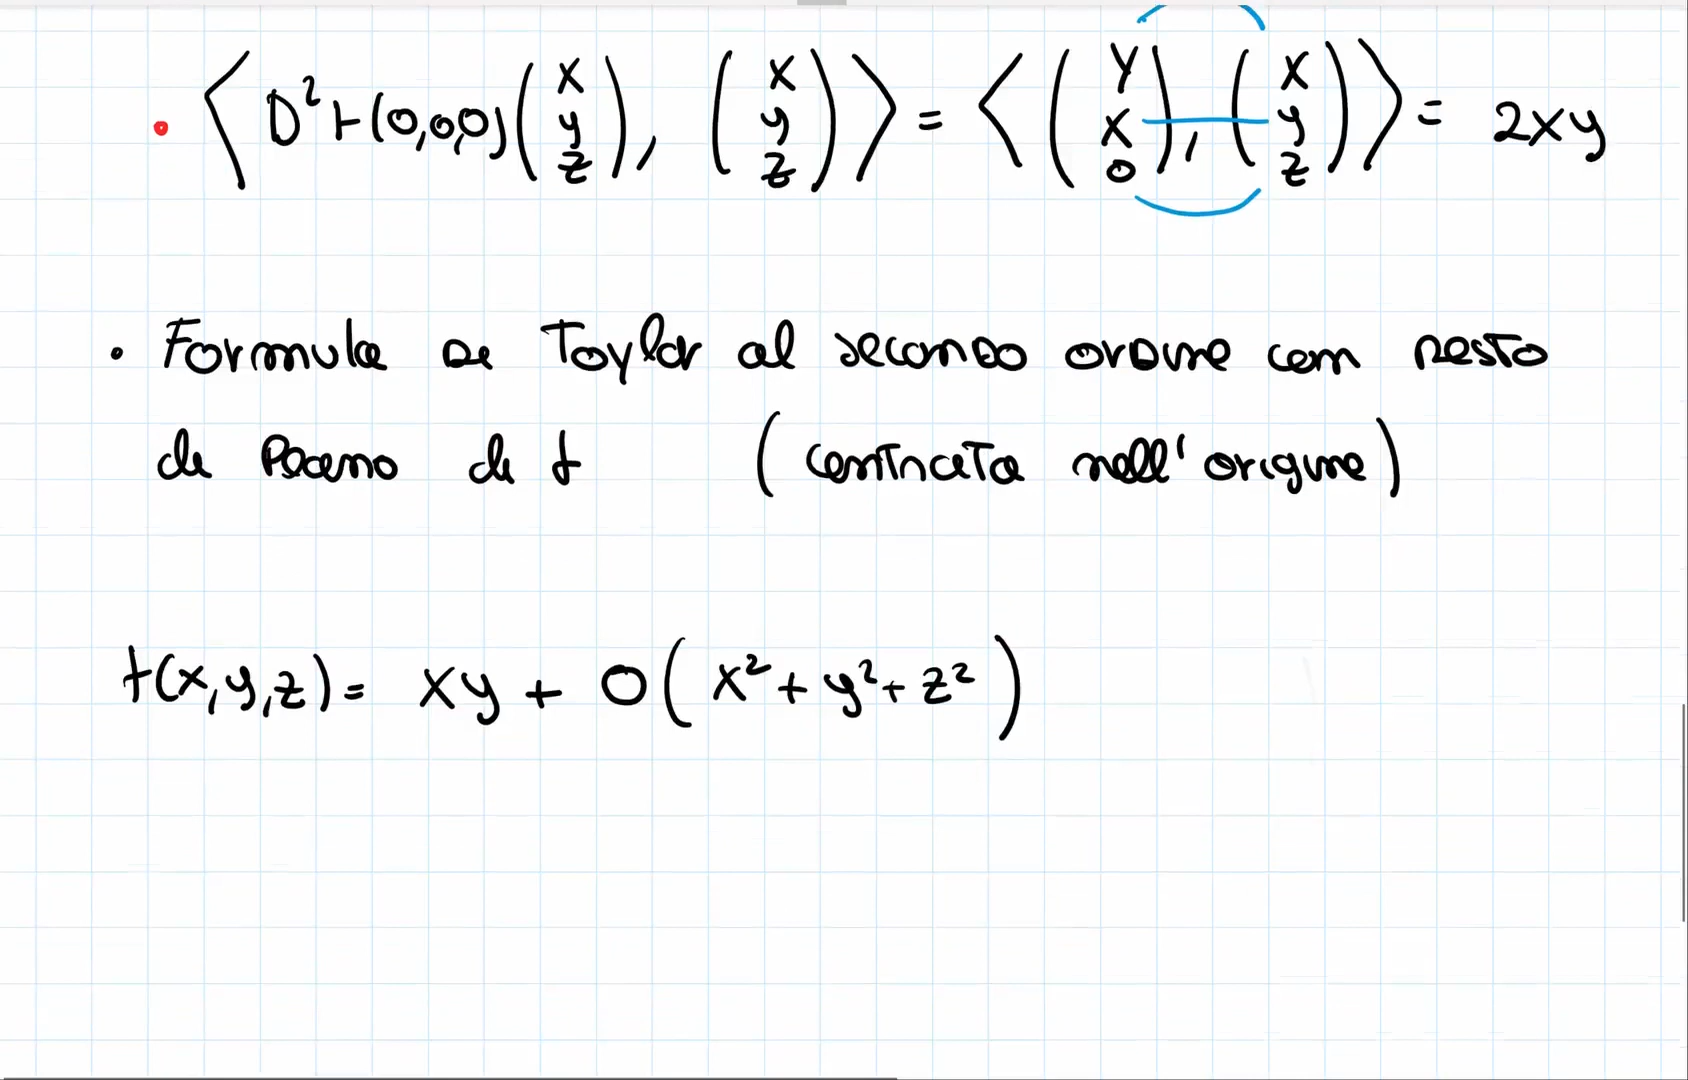 • ⟨ D²f(0,0,0) (x y z), (x y z) ⟩ = ⟨ (y x 0), (x y z) ⟩ = 2xy
• Formula di Taylor al secondo ordine con resto
di Peano di f (centrata nell'origine)
f(x,y,z) = xy + o(x² + y² + z²)